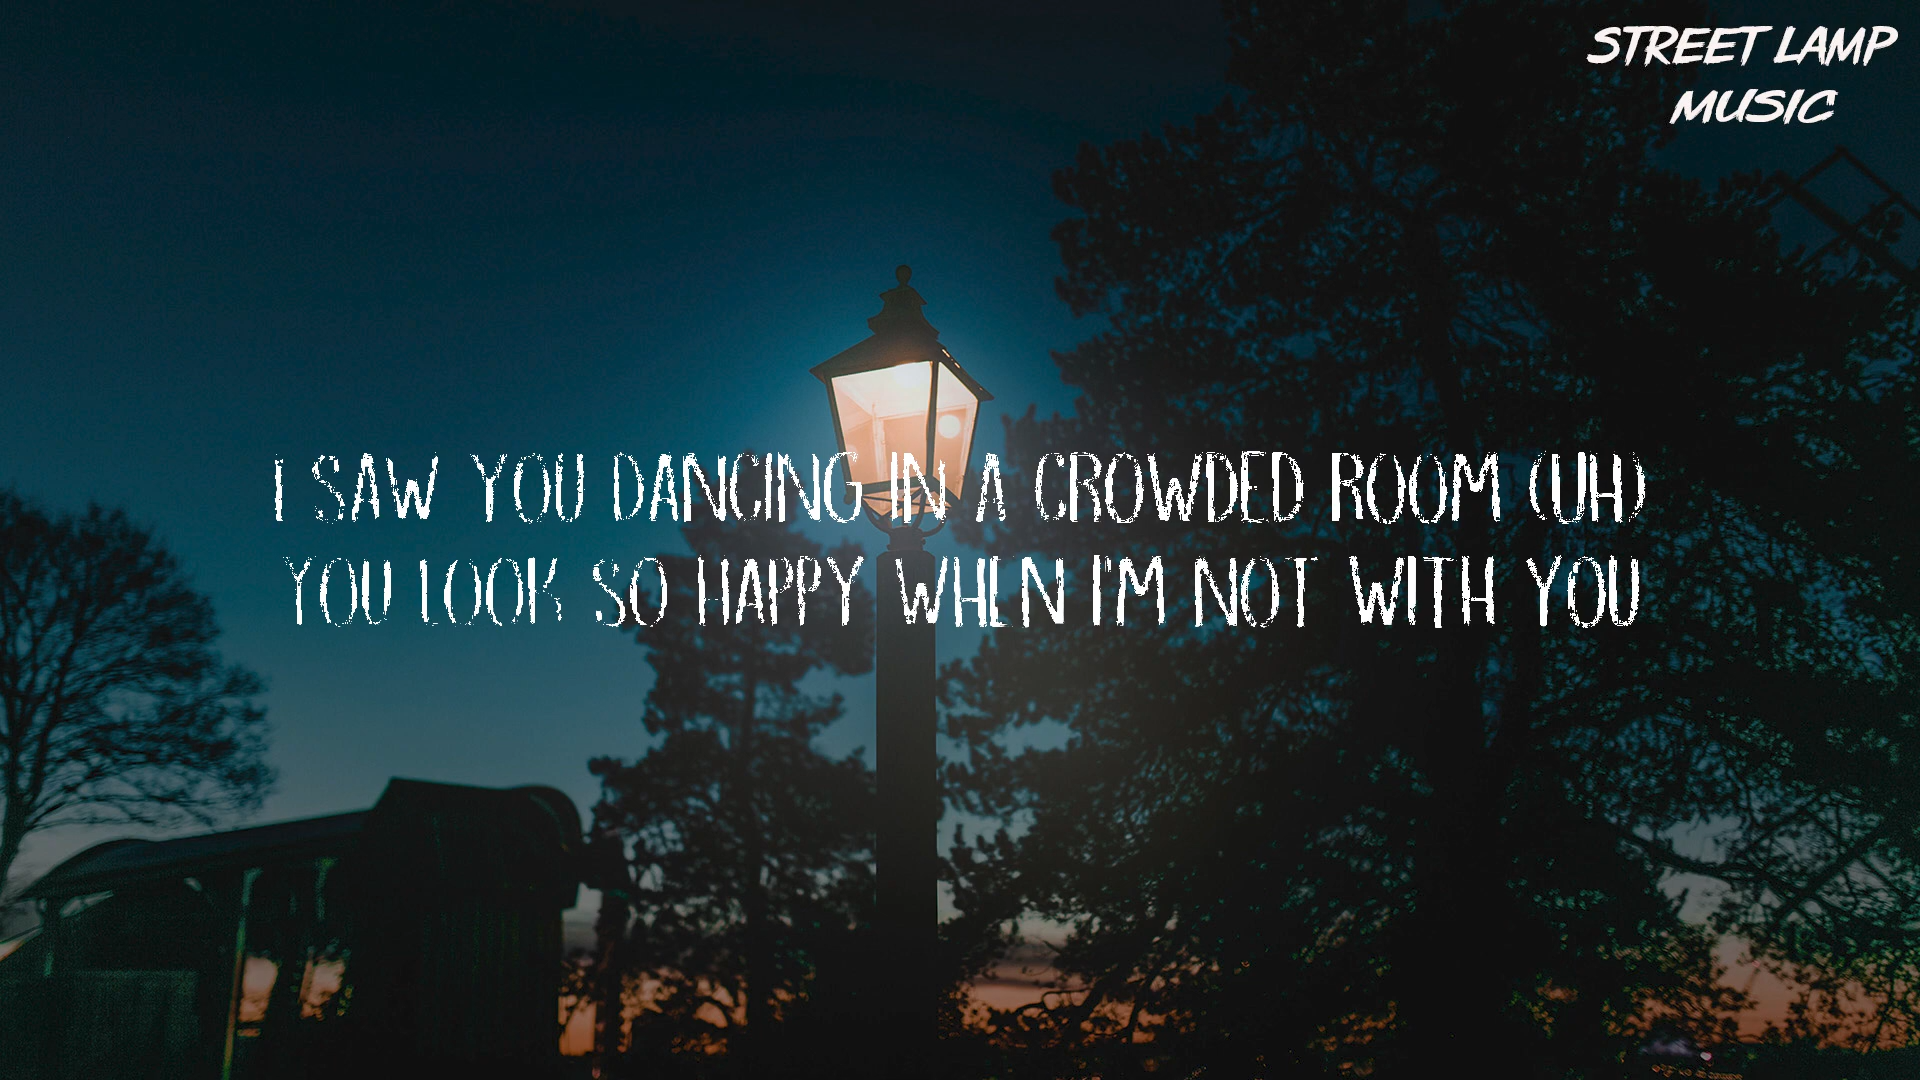 STREET LAMP
MUSIC
I SAW YOU DANCING IN A CROWDED ROOM (UH)
YOU LOOK SO HAPPY WHEN I'M NOT WITH YOU